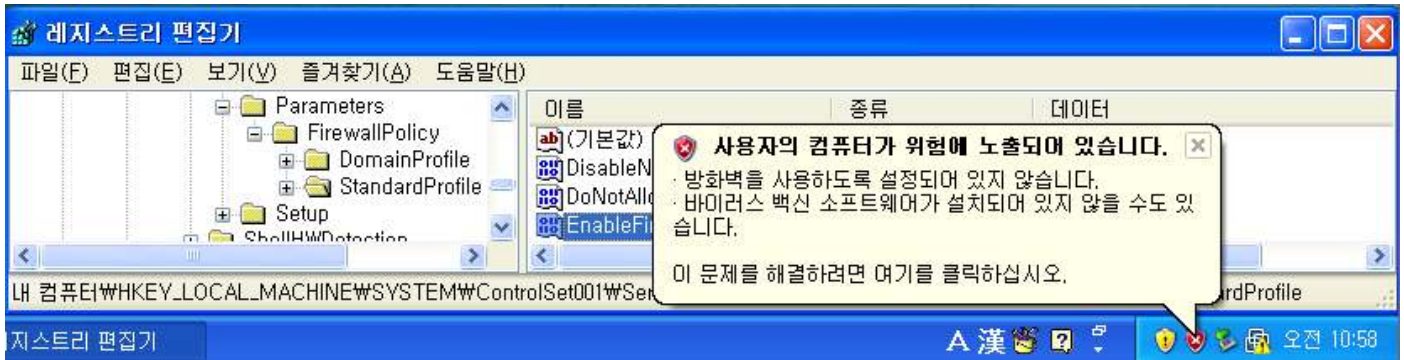 레지스트리 편집기
파일(F) 편집(E) 보기(V) 즐겨찾기(A) 도움말(H)
Parameters
FirewallPolicy
DomainProfile
StandardProfile
Setup
ShellHWDetection
이름 종류 데이터
(기본값)
DisableN
DoNotAllo
EnableFi
사용자의 컴퓨터가 위험에 노출되어 있습니다.
· 방화벽을 사용하도록 설정되어 있지 않습니다.
· 바이러스 백신 소프트웨어가 설치되어 있지 않을 수도 있
습니다.
이 문제를 해결하려면 여기를 클릭하십시오.
내 컴퓨터₩HKEY_LOCAL_MACHINE₩SYSTEM₩ControlSet001₩Ser rdProfile
지스트리 편집기 A 漢 오전 10:58